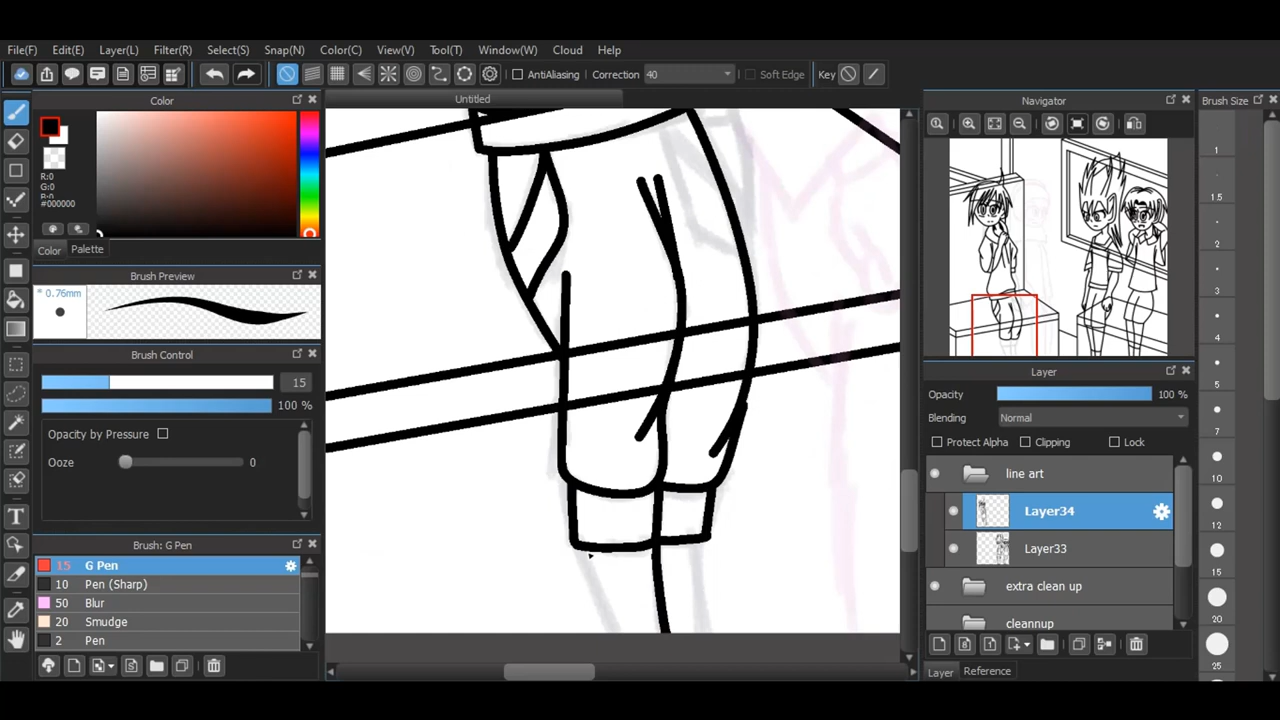 File(F) Edit(E) Layer(L) Filter(R) Select(S) Snap(N) Color(C) View(V) Tool(T) Window(W) Cloud Help
AntiAliasing Correction 40 Soft Edge Key
Color
Untitled
Navigator
Brush Size
R:0
G:0
B:0
#000000
Color Palette
Brush Preview
* 0.76mm
Brush Control
15
100 %
Opacity by Pressure
Ooze 0
Brush: G Pen
15 G Pen
10 Pen (Sharp)
50 Blur
20 Smudge
2 Pen
Layer
Opacity 100 %
Blending Normal
Protect Alpha Clipping Lock
line art
Layer34
Layer33
extra clean up
cleannup
Layer Reference
1
1.5
2
3
4
5
7
10
12
15
20
25